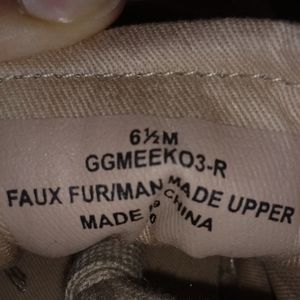 6½M
GGMEEKO3-R
FAUX FUR/MAN MADE UPPER
MADE CHINA